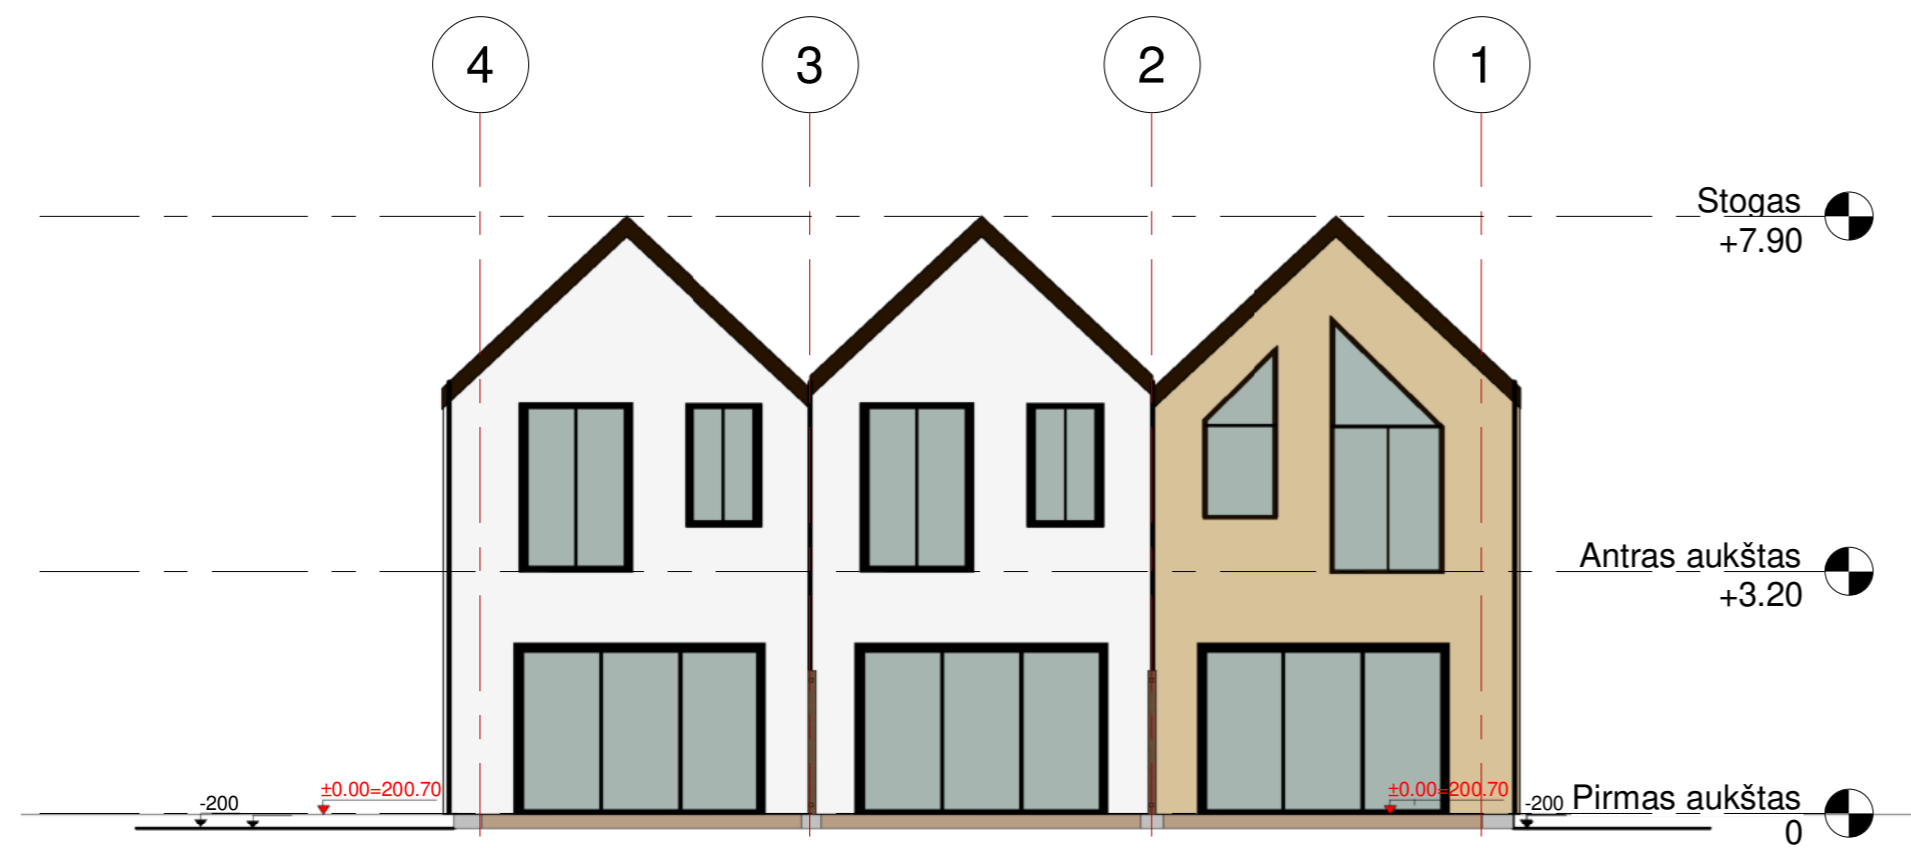 4 3 2 1
Stogas
+7.90
Antras aukštas
+3.20
±0.00=200.70
±0.00=200.70
-200
-200
Pirmas aukštas
0